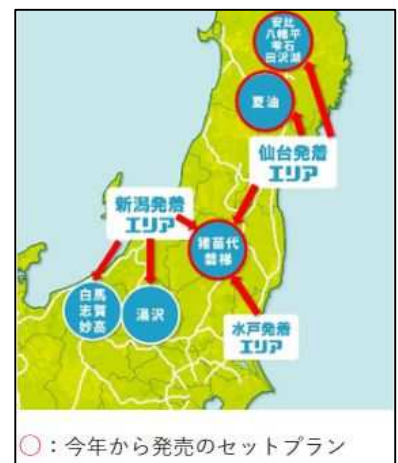 安比
八幡平
雫石
田沢湖
夏油
仙台発着
エリア
新潟発着
エリア
猪苗代
磐梯
白馬
志賀
妙高
湯沢
水戸発着
エリア
○：今年から発売のセットプラン